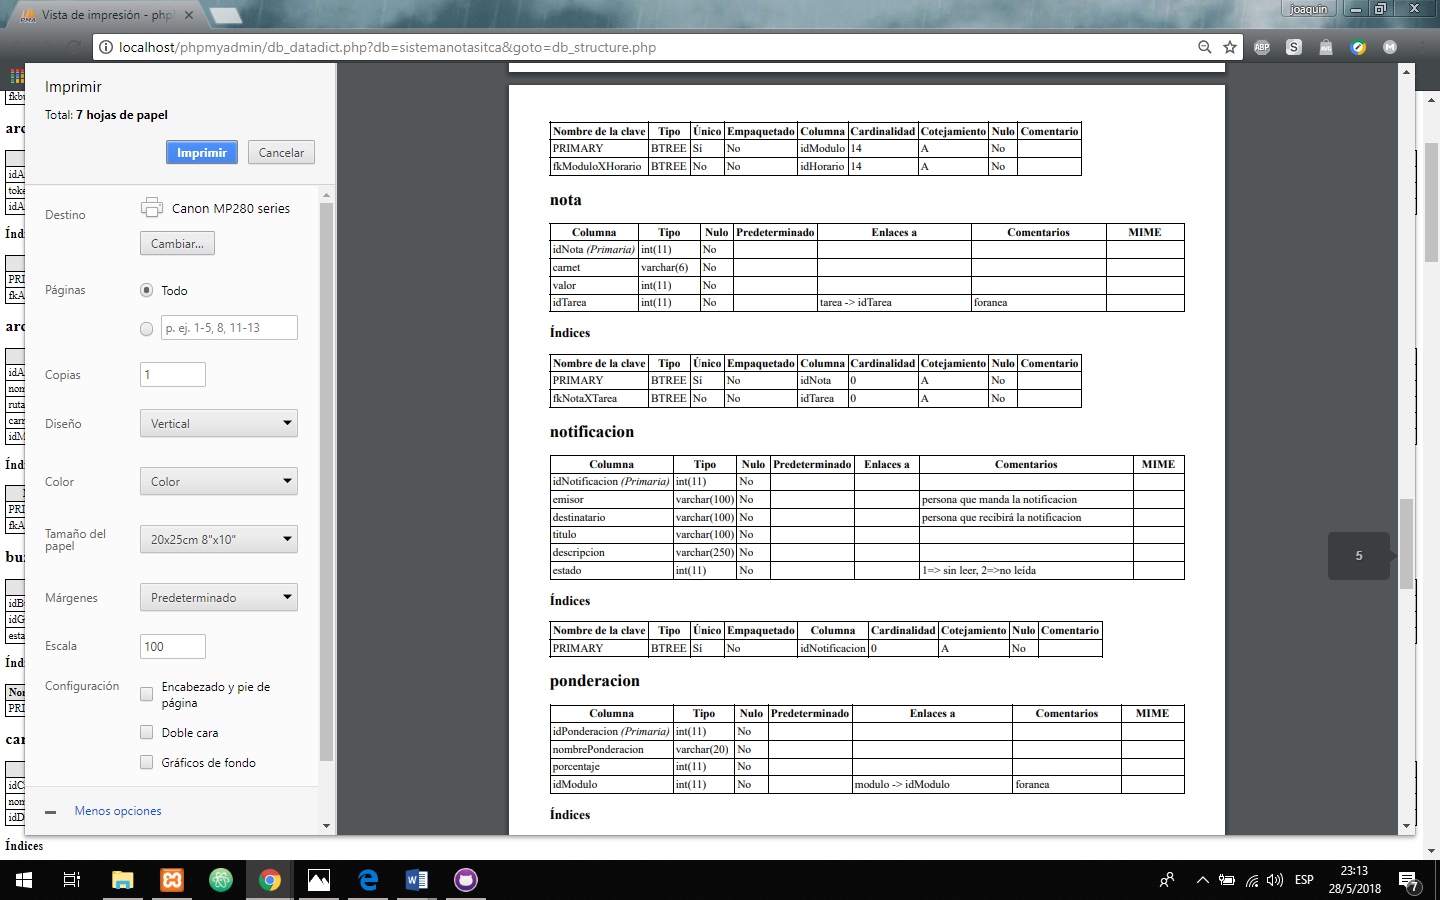 Vista de impresión - php
joaquin
localhost/phpmyadmin/db_datadict.php?db=sistemanotasitca&goto=db_structure.php
Imprimir
Total: 7 hojas de papel
Imprimir Cancelar
Destino
Canon MP280 series
Cambiar...
Páginas
Todo
p. ej. 1-5, 8, 11-13
Copias
1
Diseño
Vertical
Color
Color
Tamaño del papel
20x25cm 8"x10"
Márgenes
Predeterminado
Escala
100
Configuración
Encabezado y pie de página
Doble cara
Gráficos de fondo
Menos opciones
Índices
Nombre de la clave Tipo Único Empaquetado Columna Cardinalidad Cotejamiento Nulo Comentario
PRIMARY BTREE Sí No idModulo 14 A No
fkModuloXHorario BTREE No No idHorario 14 A No
nota
Columna Tipo Nulo Predeterminado Enlaces a Comentarios MIME
idNota (Primaria) int(11) No
carnet varchar(6) No
valor int(11) No
idTarea int(11) No tarea -> idTarea foranea
Índices
Nombre de la clave Tipo Único Empaquetado Columna Cardinalidad Cotejamiento Nulo Comentario
PRIMARY BTREE Sí No idNota 0 A No
fkNotaXTarea BTREE No No idTarea 0 A No
notificacion
Columna Tipo Nulo Predeterminado Enlaces a Comentarios MIME
idNotificacion (Primaria) int(11) No
emisor varchar(100) No persona que manda la notificacion
destinatario varchar(100) No persona que recibirá la notificacion
titulo varchar(100) No
descripcion varchar(250) No
estado int(11) No 1=> sin leer, 2=>no leída
Índices
Nombre de la clave Tipo Único Empaquetado Columna Cardinalidad Cotejamiento Nulo Comentario
PRIMARY BTREE Sí No idNotificacion 0 A No
ponderacion
Columna Tipo Nulo Predeterminado Enlaces a Comentarios MIME
idPonderacion (Primaria) int(11) No
nombrePonderacion varchar(20) No
porcentaje int(11) No
idModulo int(11) No modulo -> idModulo foranea
Índices
5
ESP
23:13
28/5/2018
7